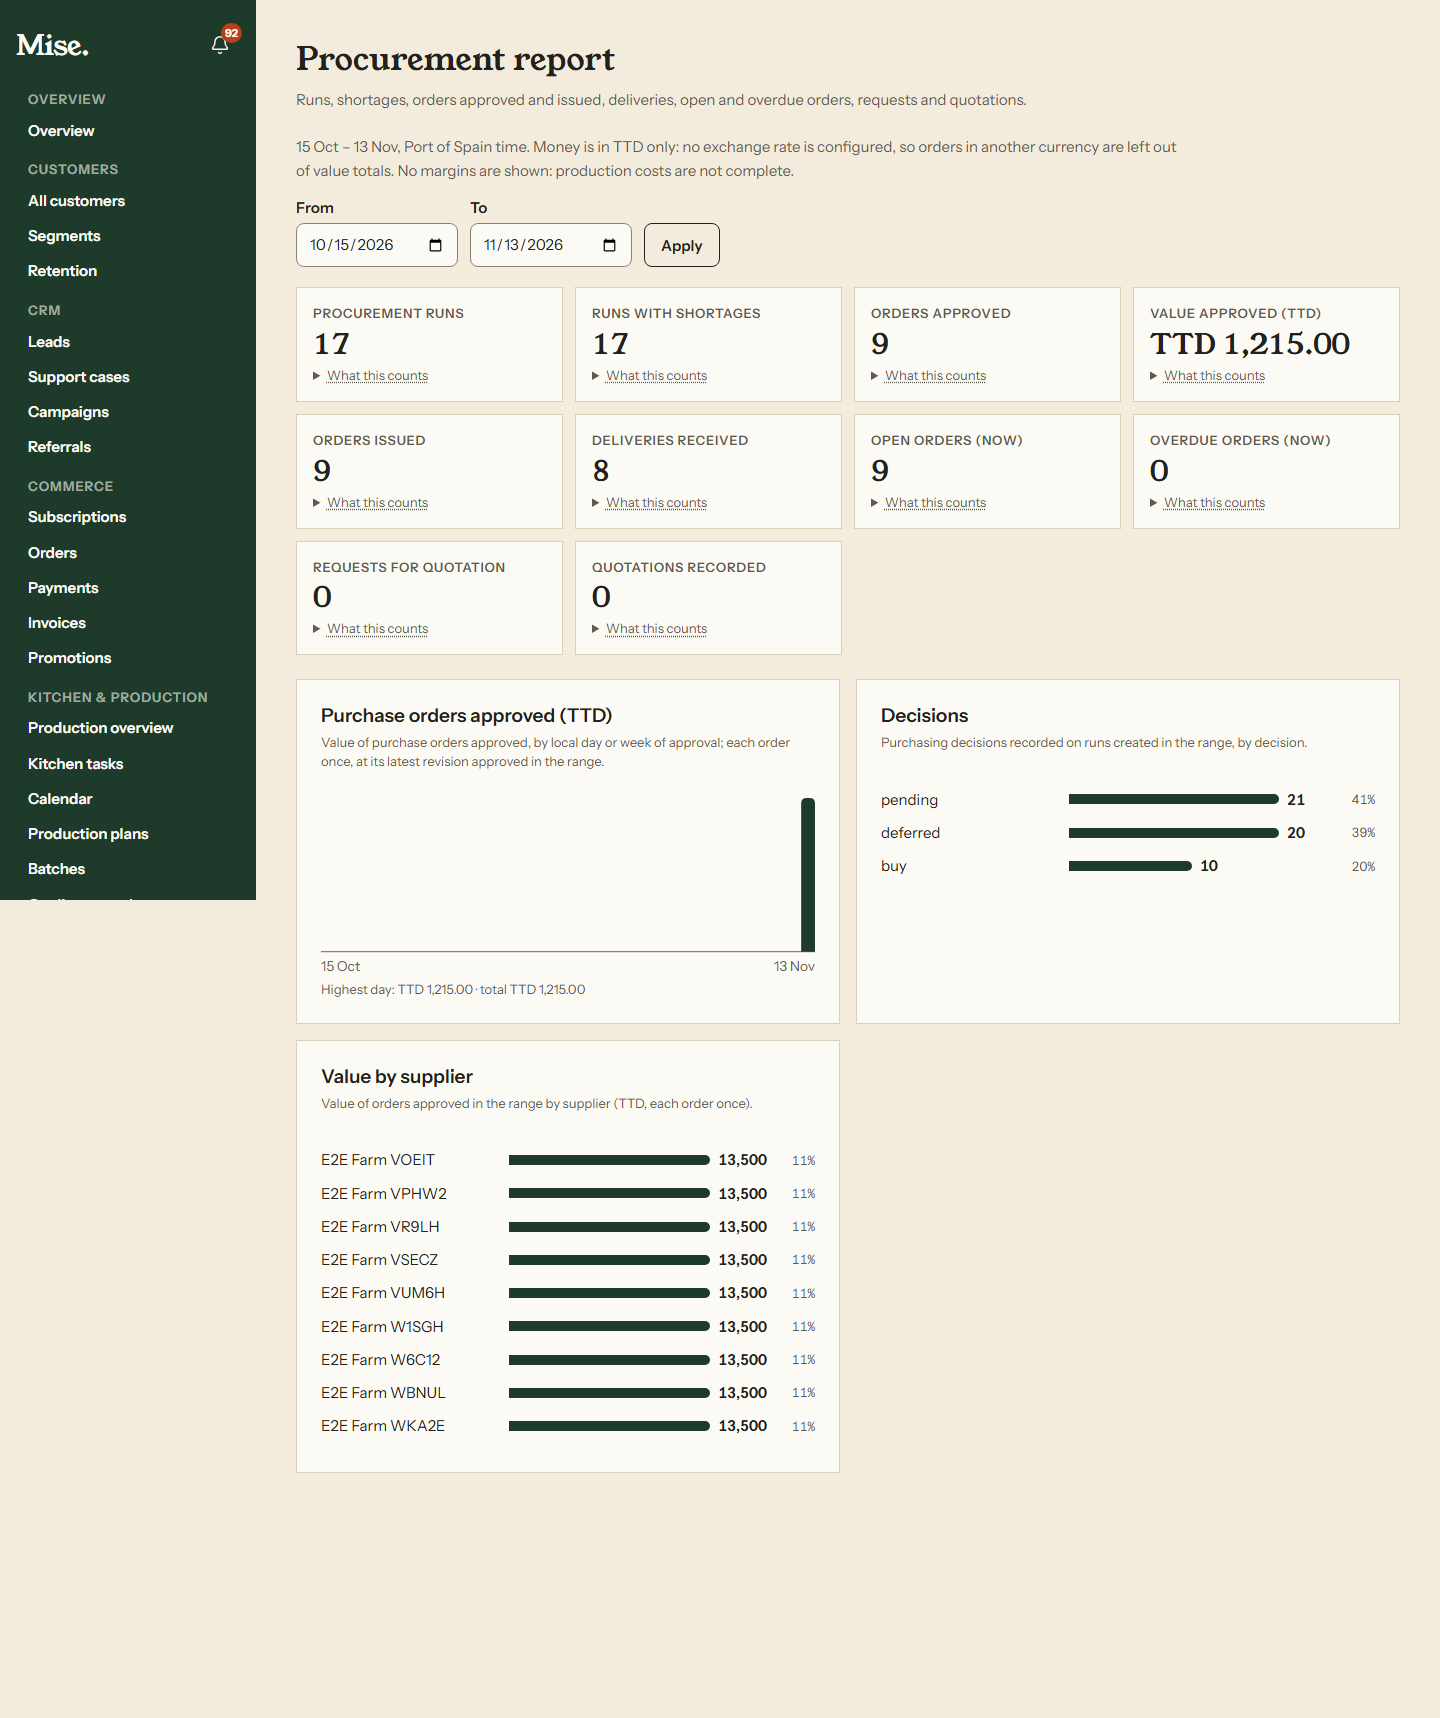 Mise.
92
OVERVIEW
Overview
CUSTOMERS
All customers
Segments
Retention
CRM
Leads
Support cases
Campaigns
Referrals
COMMERCE
Subscriptions
Orders
Payments
Invoices
Promotions
KITCHEN & PRODUCTION
Production overview
Kitchen tasks
Calendar
Production plans
Batches
Procurement report
Runs, shortages, orders approved and issued, deliveries, open and overdue orders, requests and quotations.
15 Oct – 13 Nov, Port of Spain time. Money is in TTD only: no exchange rate is configured, so orders in another currency are left out
of value totals. No margins are shown: production costs are not complete.
From To
10/15/2026 11/13/2026 Apply
PROCUREMENT RUNS
17
What this counts
RUNS WITH SHORTAGES
17
What this counts
ORDERS APPROVED
9
What this counts
VALUE APPROVED (TTD)
TTD 1,215.00
What this counts
ORDERS ISSUED
9
What this counts
DELIVERIES RECEIVED
8
What this counts
OPEN ORDERS (NOW)
9
What this counts
OVERDUE ORDERS (NOW)
0
What this counts
REQUESTS FOR QUOTATION
0
What this counts
QUOTATIONS RECORDED
0
What this counts
Purchase orders approved (TTD)
Value of purchase orders approved, by local day or week of approval; each order
once, at its latest revision approved in the range.
15 Oct 13 Nov
Highest day: TTD 1,215.00 · total TTD 1,215.00
Decisions
Purchasing decisions recorded on runs created in the range, by decision.
pending 21 41%
deferred 20 39%
buy 10 20%
Value by supplier
Value of orders approved in the range by supplier (TTD, each order once).
E2E Farm VOEIT 13,500 11%
E2E Farm VPHW2 13,500 11%
E2E Farm VR9LH 13,500 11%
E2E Farm VSECZ 13,500 11%
E2E Farm VUM6H 13,500 11%
E2E Farm W1SGH 13,500 11%
E2E Farm W6C12 13,500 11%
E2E Farm WBNUL 13,500 11%
E2E Farm WKA2E 13,500 11%